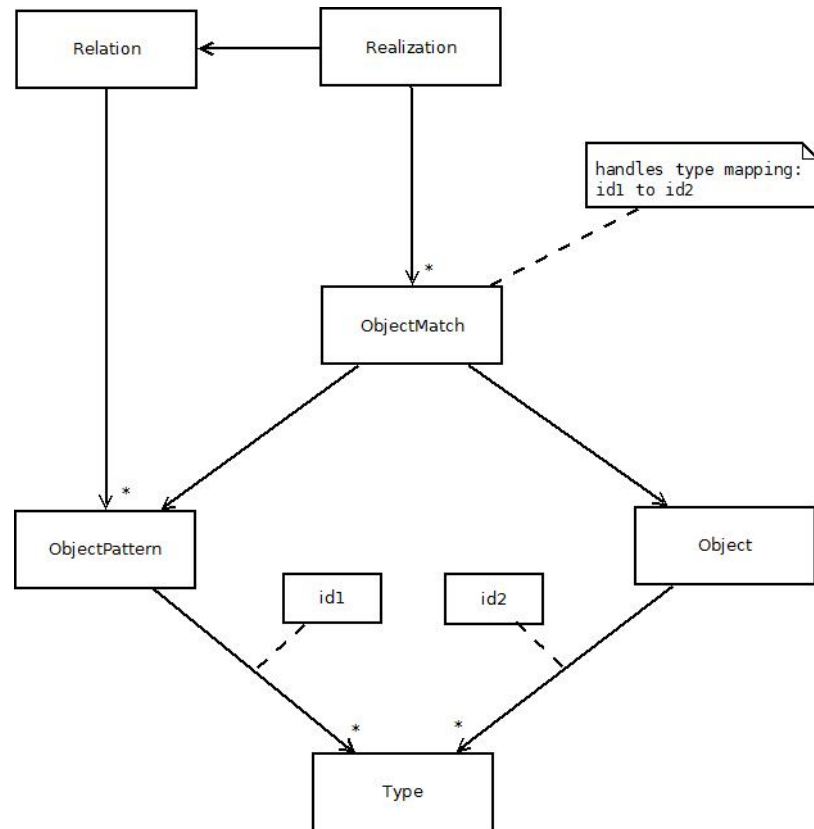 Relation
Realization
handles type mapping:
id1 to id2
*
ObjectMatch
*
ObjectPattern
Object
id1
id2
*
*
Type